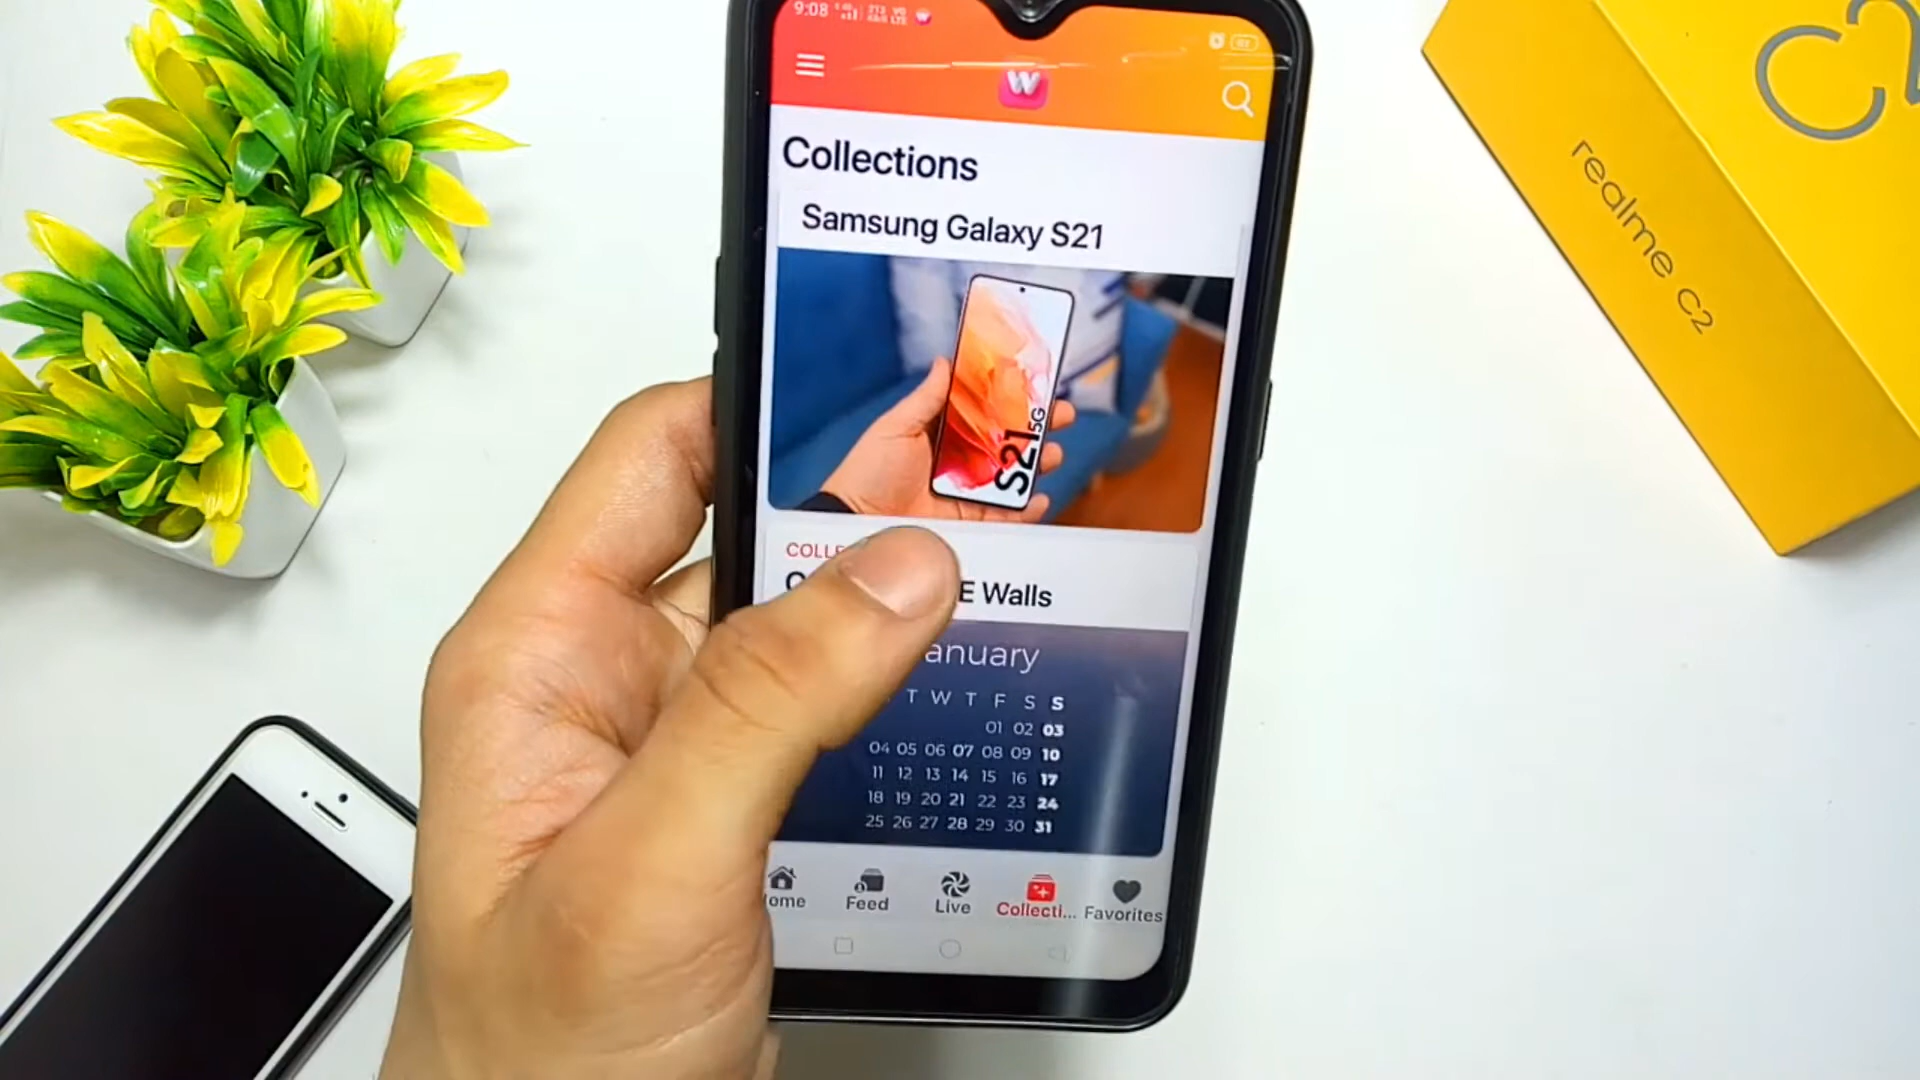 9:08
W
Collections
Samsung Galaxy S21
S21 5G
E Walls
anuary
T W T F S S
01 02 03
04 05 06 07 08 09 10
11 12 13 14 15 16 17
18 19 20 21 22 23 24
25 26 27 28 29 30 31
ome Feed Live Collecti... Favorites
realme C2
C2